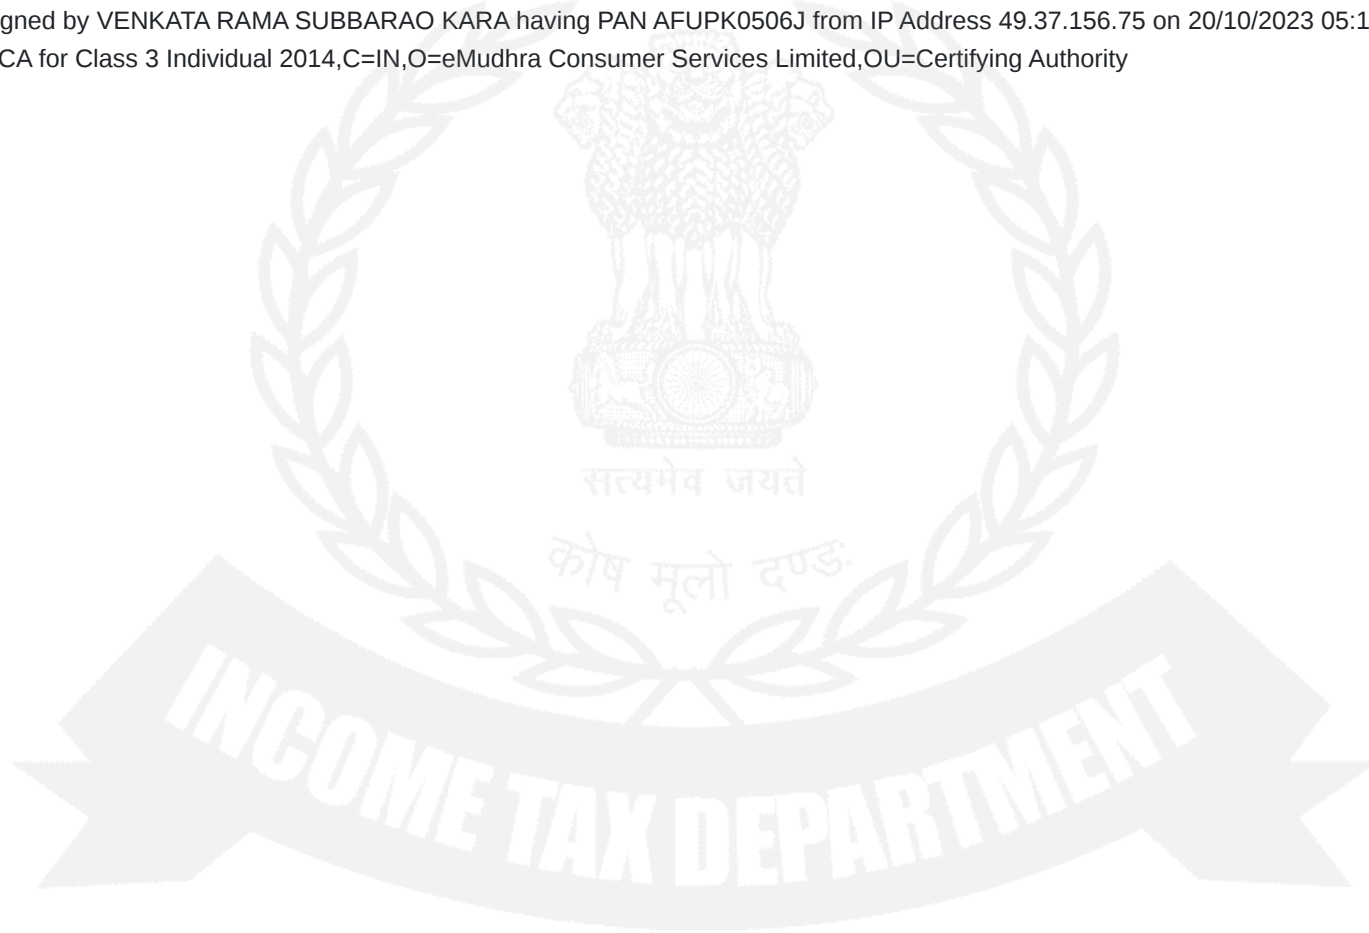 gned by VENKATA RAMA SUBBARAO KARA having PAN AFUPK0506J from IP Address 49.37.156.75 on 20/10/2023 05:1
CA for Class 3 Individual 2014,C=IN,O=eMudhra Consumer Services Limited,OU=Certifying Authority
सत्यमेव जयते
कोष मूलो दण्डः
INCOME TAX DEPARTMENT